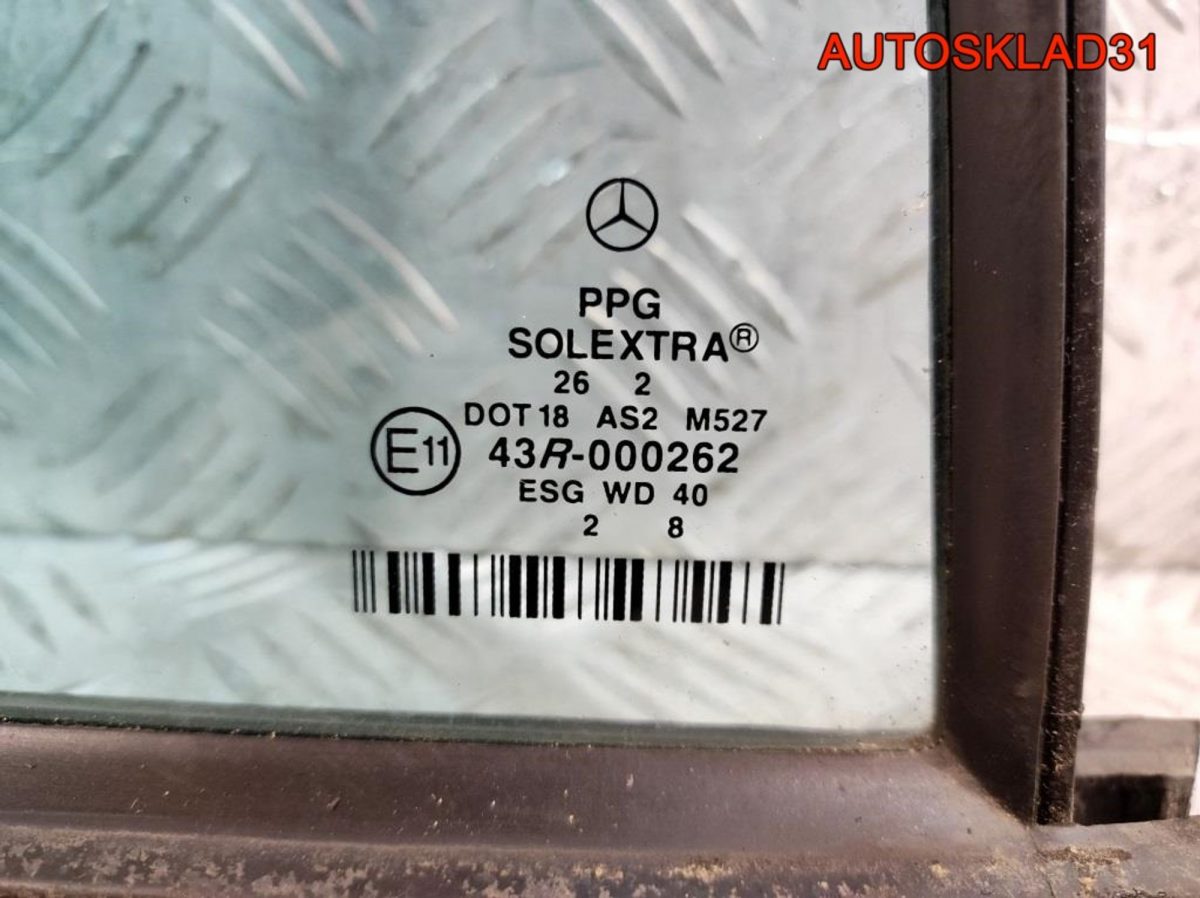 AUTOSKLAD31
PPG
SOLEXTRA®
26 2
DOT 18 AS2 M527
E11 43R-000262
ESG WD 40
2 8